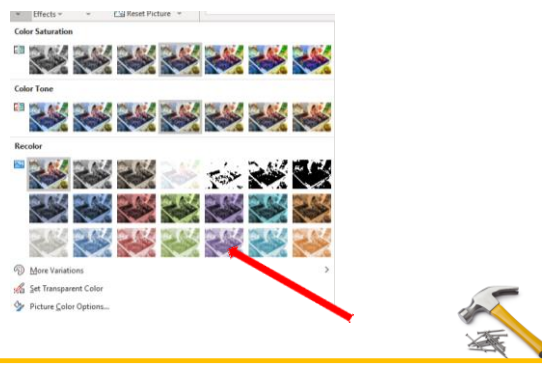 Effects Reset Picture
Color Saturation
Color Tone
Recolor
More Variations
Set Transparent Color
Picture Color Options...